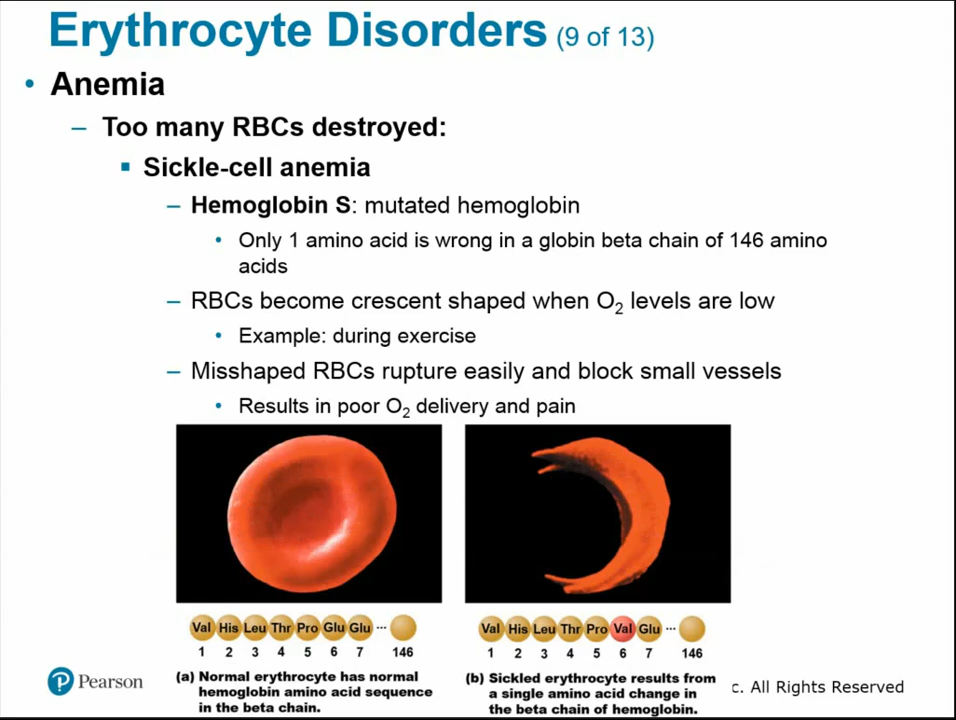 Erythrocyte Disorders (9 of 13)
• Anemia
– Too many RBCs destroyed:
▪ Sickle-cell anemia
– Hemoglobin S: mutated hemoglobin
• Only 1 amino acid is wrong in a globin beta chain of 146 amino
acids
– RBCs become crescent shaped when O₂ levels are low
• Example: during exercise
– Misshaped RBCs rupture easily and block small vessels
• Results in poor O₂ delivery and pain
Val His Leu Thr Pro Glu Glu ...
1 2 3 4 5 6 7 146
(a) Normal erythrocyte has normal
hemoglobin amino acid sequence
in the beta chain.
Val His Leu Thr Pro Val Glu ...
1 2 3 4 5 6 7 146
(b) Sickled erythrocyte results from
a single amino acid change in
the beta chain of hemoglobin.
P Pearson
c. All Rights Reserved